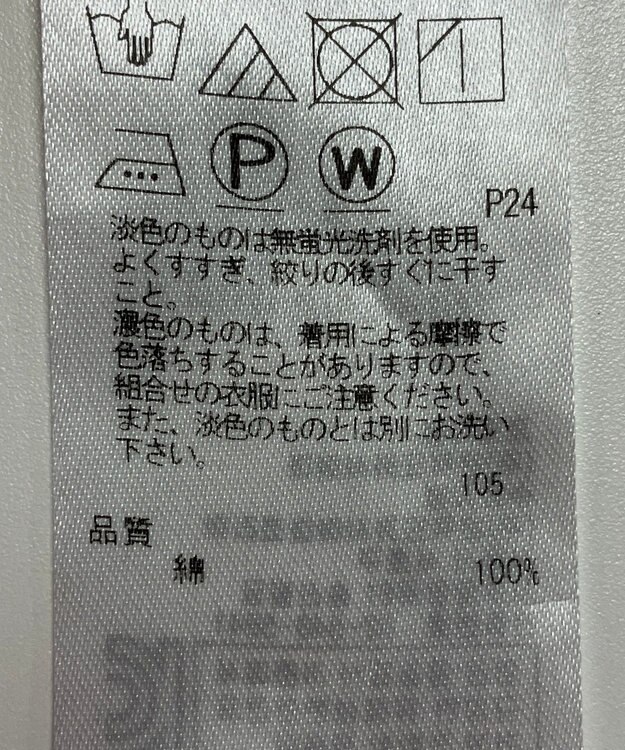 P W
P24
淡色のものは無蛍光洗剤を使用。
よくすすぎ、絞りの後すぐに干す
こと。
濃色のものは、着用による摩擦で
色落ちすることがありますので、
組合せの衣服にご注意ください。
また、淡色のものとは別にお洗い
下さい。
105
品質
綿 100%